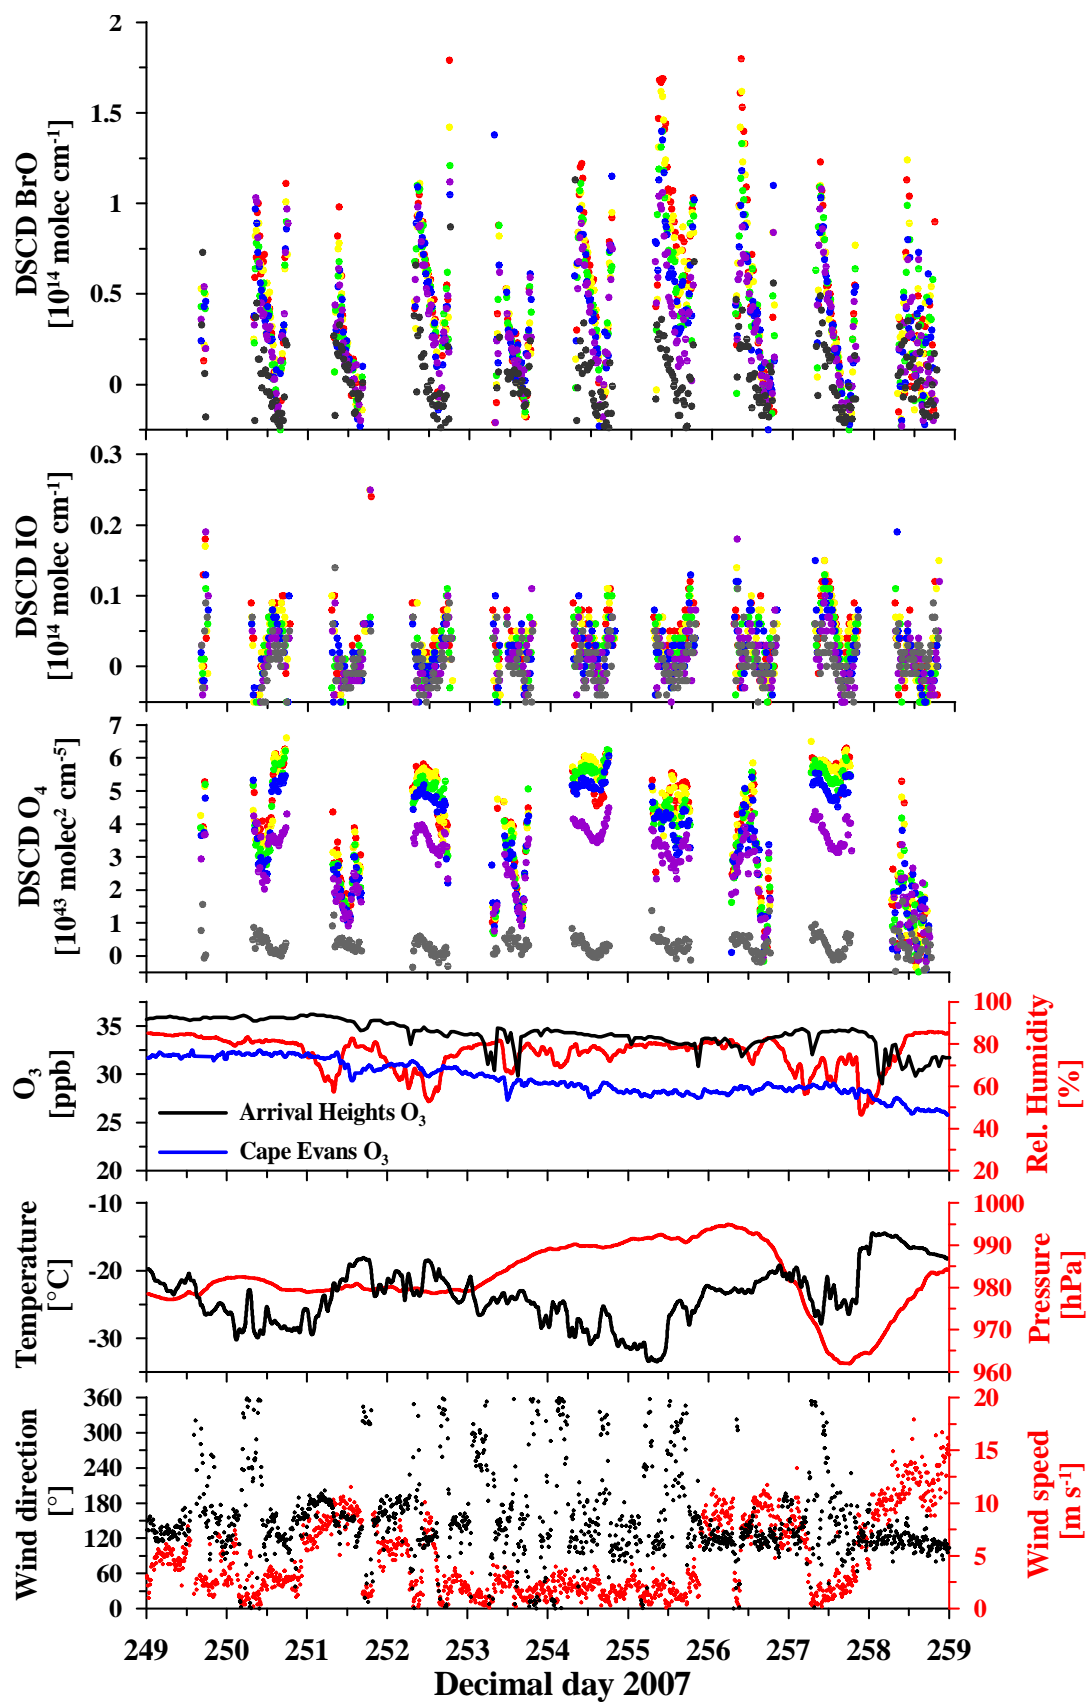 2
1.5
1
0.5
0
DSCD BrO
[10¹⁴ molec cm⁻¹]
0.3
0.2
0.1
0
DSCD IO
[10¹⁴ molec cm⁻¹]
7
6
5
4
3
2
1
0
DSCD O₄
[10⁴³ molec² cm⁻⁵]
35
30
25
20
O₃
[ppb]
Arrival Heights O₃
Cape Evans O₃
100
80
60
40
20
Rel. Humidity
[%]
-10
-20
-30
Temperature
[°C]
1000
990
980
970
960
Pressure
[hPa]
360
300
240
180
120
60
0
Wind direction
[°]
20
15
10
5
0
Wind speed
[m s⁻¹]
249 250 251 252 253 254 255 256 257 258 259
Decimal day 2007